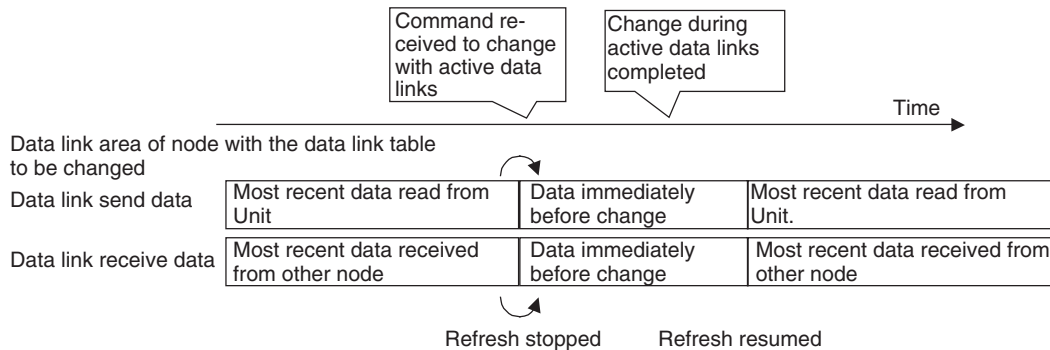 Command re-
ceived to change
with active data
links
Change during
active data links
completed
Time
Data link area of node with the data link table
to be changed
Data link send data
Most recent data read from
Unit
Data immediately
before change
Most recent data read from
Unit.
Data link receive data
Most recent data received
from other node
Data immediately
before change
Most recent data received from
other node
Refresh stopped
Refresh resumed